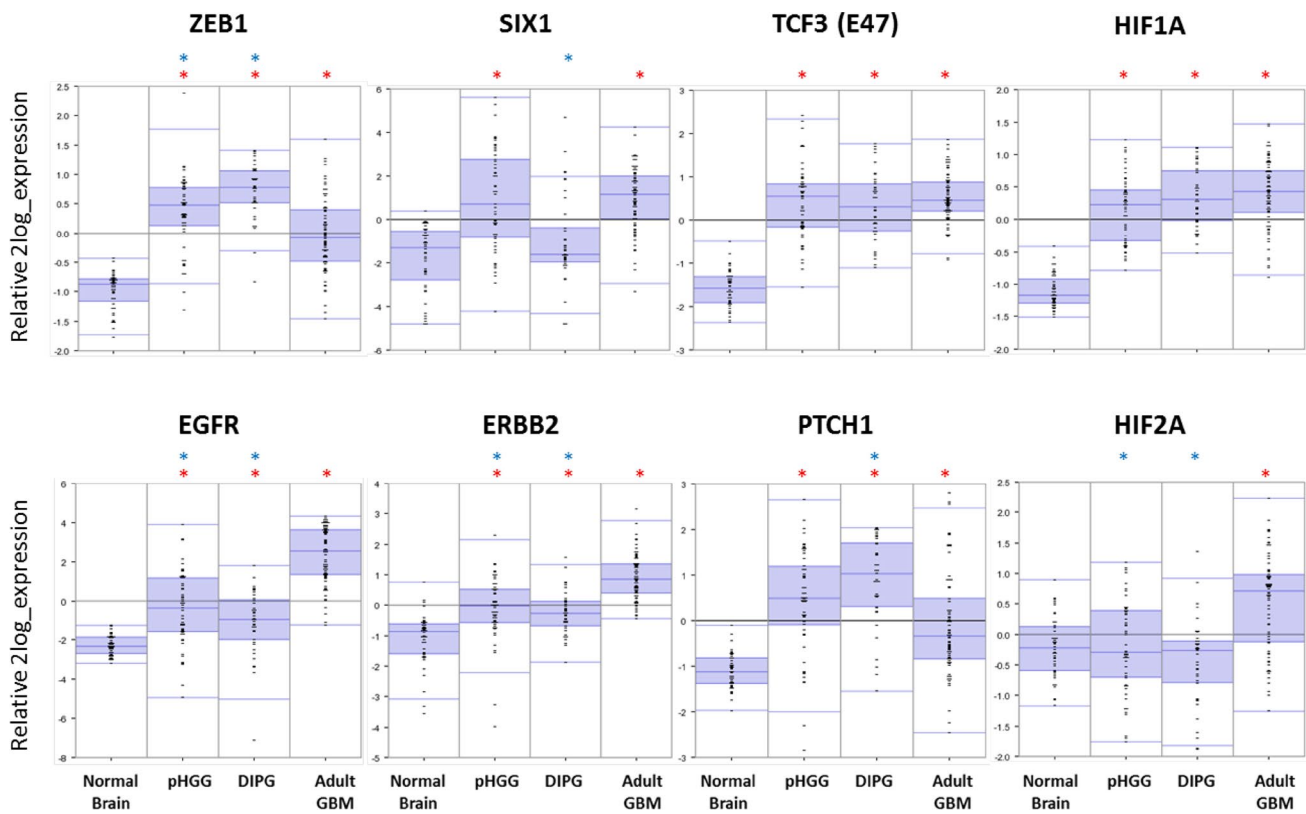 ZEB1 SIX1 TCF3 (E47) HIF1A
* * * * * * * * * * * * * *
Relative 2log_expression
2.5 6 3 2.0
2.0 4 2 1.5
1.5 2 1 1.0
1.0 0 0 0.5
0.5 -2 -1 0.0
0.0 -4 -2 -0.5
-0.5 -6 -3 -1.0
-1.0 -1.5
-1.5 -2.0
-2.0
EGFR ERBB2 PTCH1 HIF2A
* * * * * * * * * * * * * * * * *
Relative 2log_expression
6 4 3 2.5
4 3 2 2.0
2 2 1 1.5
0 1 0 1.0
-2 0 -1 0.5
-4 -1 -2 0.0
-6 -2 -3 -0.5
-8 -3 -1.0
-4 -1.5
-5 -2.0
Normal Brain pHGG DIPG Adult GBM
Normal Brain pHGG DIPG Adult GBM
Normal Brain pHGG DIPG Adult GBM
Normal Brain pHGG DIPG Adult GBM